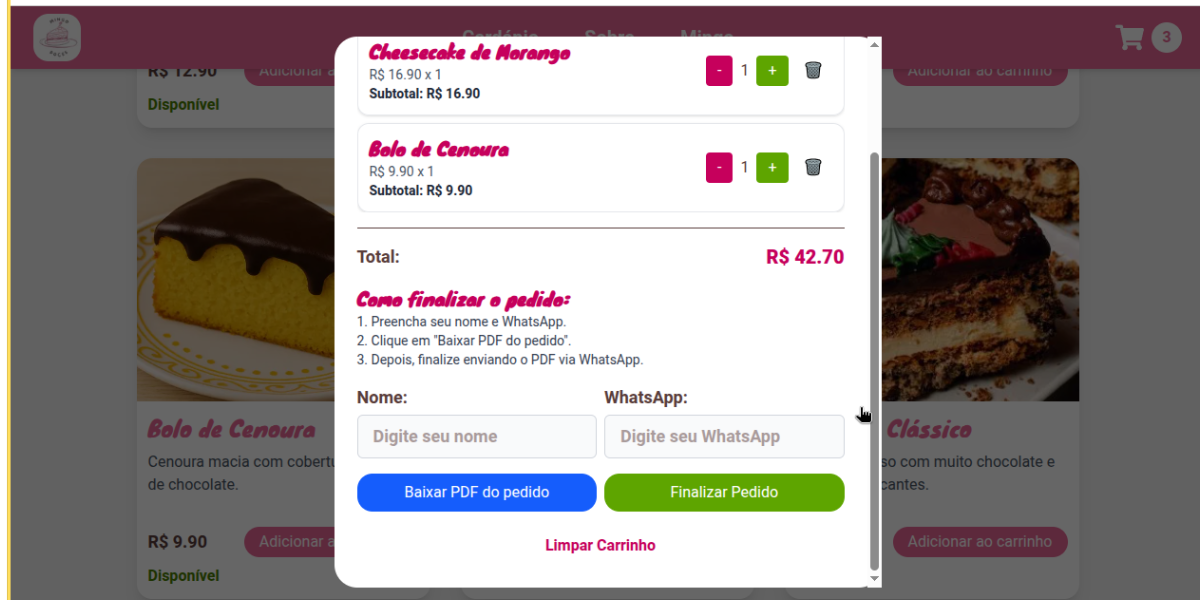 Cardápio Sobre Mingo
3
R$ 12.90
Adicionar a
Adicionar ao carrinho
Disponível
Cheesecake de Morango
R$ 16.90 x 1
Subtotal: R$ 16.90
- 1 +
Bolo de Cenoura
R$ 9.90 x 1
Subtotal: R$ 9.90
- 1 +
Total:
R$ 42.70
Como finalizar o pedido:
1. Preencha seu nome e WhatsApp.
2. Clique em "Baixar PDF do pedido".
3. Depois, finalize enviando o PDF via WhatsApp.
Nome:
WhatsApp:
Digite seu nome
Digite seu WhatsApp
Baixar PDF do pedido
Finalizar Pedido
Limpar Carrinho
Bolo de Cenoura
Cenoura macia com cobertu
de chocolate.
R$ 9.90
Adicionar a
Disponível
Clássico
so com muito chocolate e
cantes.
Adicionar ao carrinho